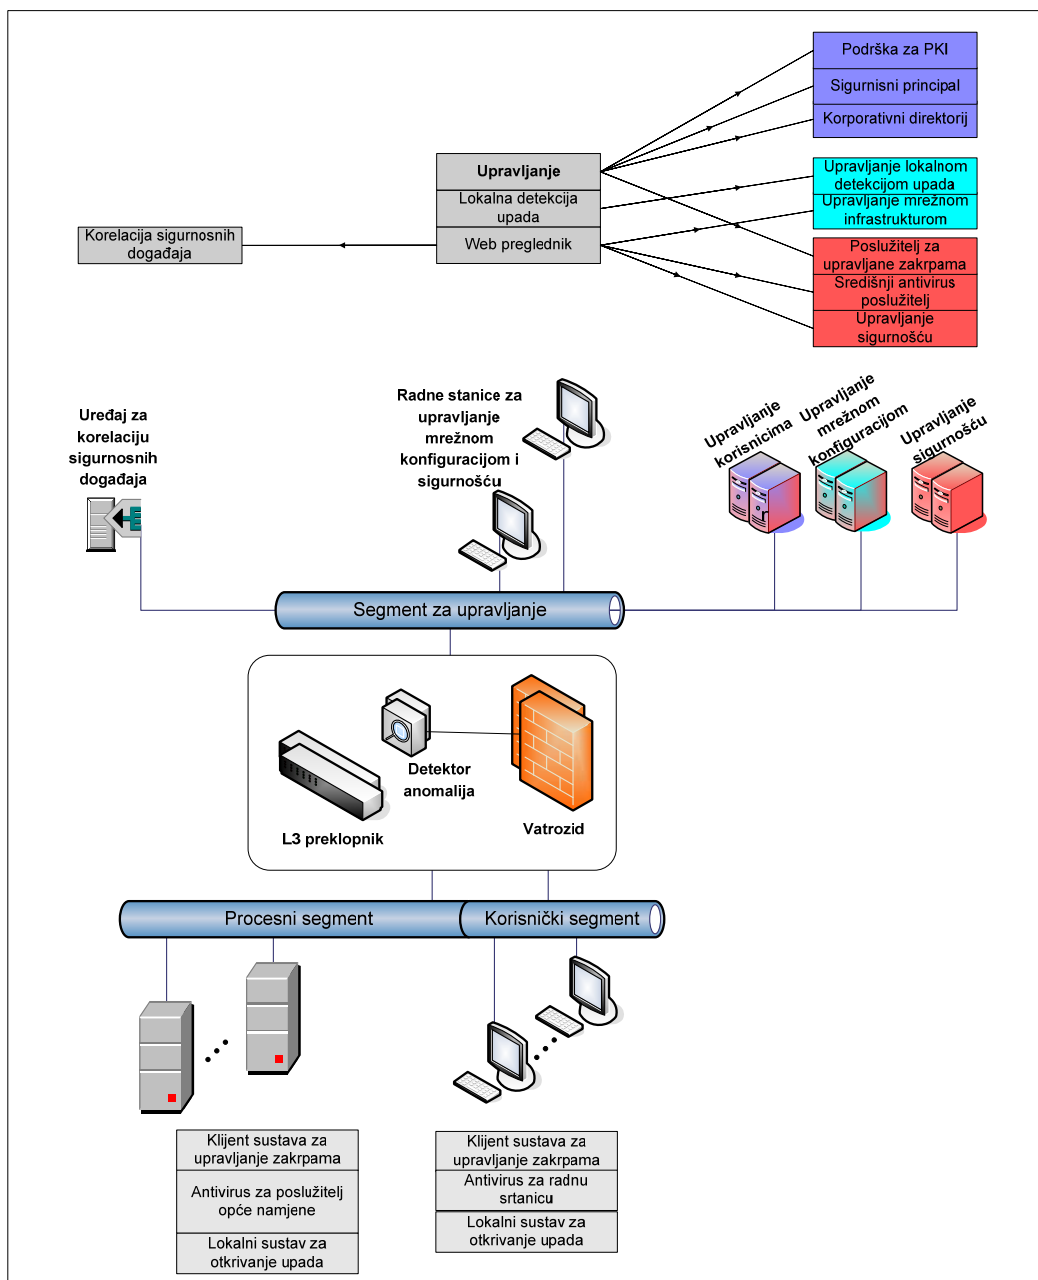 Podrška za PKI
Sigurnisni principal
Korporativni direktorij
Upravljanje
Lokalna detekcija
upada
Web preglednik
Upravljanje lokalnom
detekcijom upada
Upravljanje mrežnom
infrastrukturom
Korelacija sigurnosnih
događaja
Poslužitelj za
upravljane zakrpama
Središnji antivirus
poslužitelj
Upravljanje
sigurnošću
Uređaj za
korelaciju
sigurnosnih
događaja
Radne stanice za
upravljanje
mrežnom
konfiguracijom i
sigurnošću
Upravljanje
korisnicima
Upravljanje
mrežnom
konfiguracijom
Upravljanje
sigurnošću
Segment za upravljanje
Detektor
anomalija
L3 preklopnik
Vatrozid
Procesni segment
Korisnički segment
Klijent sustava za
upravljanje zakrpama
Antivirus za poslužitelj
opće namjene
Lokalni sustav za
otkrivanje upada
Klijent sustava za
upravljanje zakrpama
Antivirus za radnu
srtanicu
Lokalni sustav za
otkrivanje upada